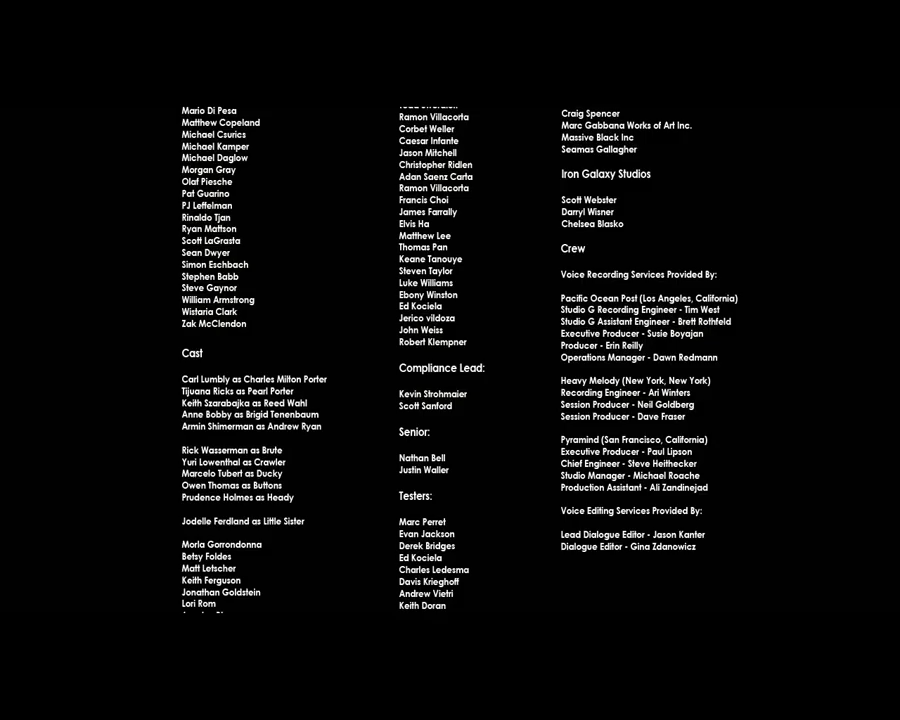 Mario Di Pesa
Matthew Copeland
Michael Csurics
Michael Kamper
Michael Daglow
Morgan Gray
Olaf Piesche
Pat Guarino
PJ Leffelman
Rinaldo Tjan
Ryan Mattson
Scott LaGrasta
Sean Dwyer
Simon Eschbach
Stephen Babb
Steve Gaynor
William Armstrong
Wistaria Clark
Zak McClendon
Cast
Carl Lumbly as Charles Milton Porter
Tijuana Ricks as Pearl Porter
Keith Szarabajka as Reed Wahl
Anne Bobby as Brigid Tenenbaum
Armin Shimerman as Andrew Ryan
Rick Wasserman as Brute
Yuri Lowenthal as Crawler
Marcelo Tubert as Ducky
Owen Thomas as Buttons
Prudence Holmes as Heady
Jodelle Ferdland as Little Sister
Morla Gorrondonna
Betsy Foldes
Matt Letscher
Keith Ferguson
Jonathan Goldstein
Lori Rom
Ramon Villacorta
Corbet Weller
Caesar Infante
Jason Mitchell
Christopher Ridlen
Adan Saenz Carta
Ramon Villacorta
Francis Choi
James Farrally
Elvis Ha
Matthew Lee
Thomas Pan
Keane Tanouye
Steven Taylor
Luke Williams
Ebony Winston
Ed Kociela
Jerico vildoza
John Weiss
Robert Klempner
Compliance Lead:
Kevin Strohmaier
Scott Sanford
Senior:
Nathan Bell
Justin Waller
Testers:
Marc Perret
Evan Jackson
Derek Bridges
Ed Kociela
Charles Ledesma
Davis Krieghoff
Andrew Vietri
Keith Doran
Craig Spencer
Marc Gabbana Works of Art Inc.
Massive Black Inc
Seamas Gallagher
Iron Galaxy Studios
Scott Webster
Darryl Wisner
Chelsea Blasko
Crew
Voice Recording Services Provided By:
Pacific Ocean Post (Los Angeles, California)
Studio G Recording Engineer - Tim West
Studio G Assistant Engineer - Brett Rothfeld
Executive Producer - Susie Boyajan
Producer - Erin Reilly
Operations Manager - Dawn Redmann
Heavy Melody (New York, New York)
Recording Engineer - Ari Winters
Session Producer - Neil Goldberg
Session Producer - Dave Fraser
Pyramind (San Francisco, California)
Executive Producer - Paul Lipson
Chief Engineer - Steve Heithecker
Studio Manager - Michael Roache
Production Assistant - Ali Zandinejad
Voice Editing Services Provided By:
Lead Dialogue Editor - Jason Kanter
Dialogue Editor - Gina Zdanowicz